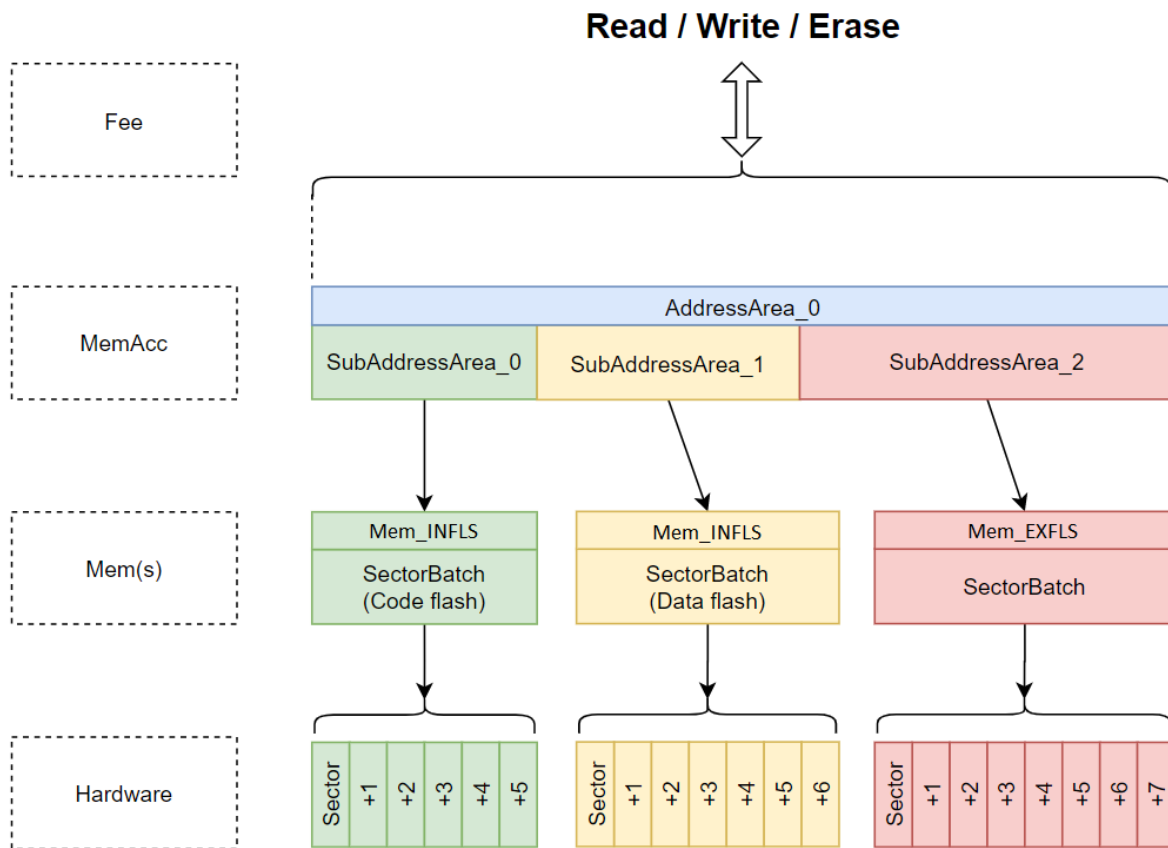 Read / Write / Erase
Fee
MemAcc
AddressArea_0
SubAddressArea_0
SubAddressArea_1
SubAddressArea_2
Mem(s)
Mem_INFLS
SectorBatch
(Code flash)
Mem_INFLS
SectorBatch
(Data flash)
Mem_EXFLS
SectorBatch
Hardware
Sector
+1
+2
+3
+4
+5
Sector
+1
+2
+3
+4
+5
+6
Sector
+1
+2
+3
+4
+5
+6
+7